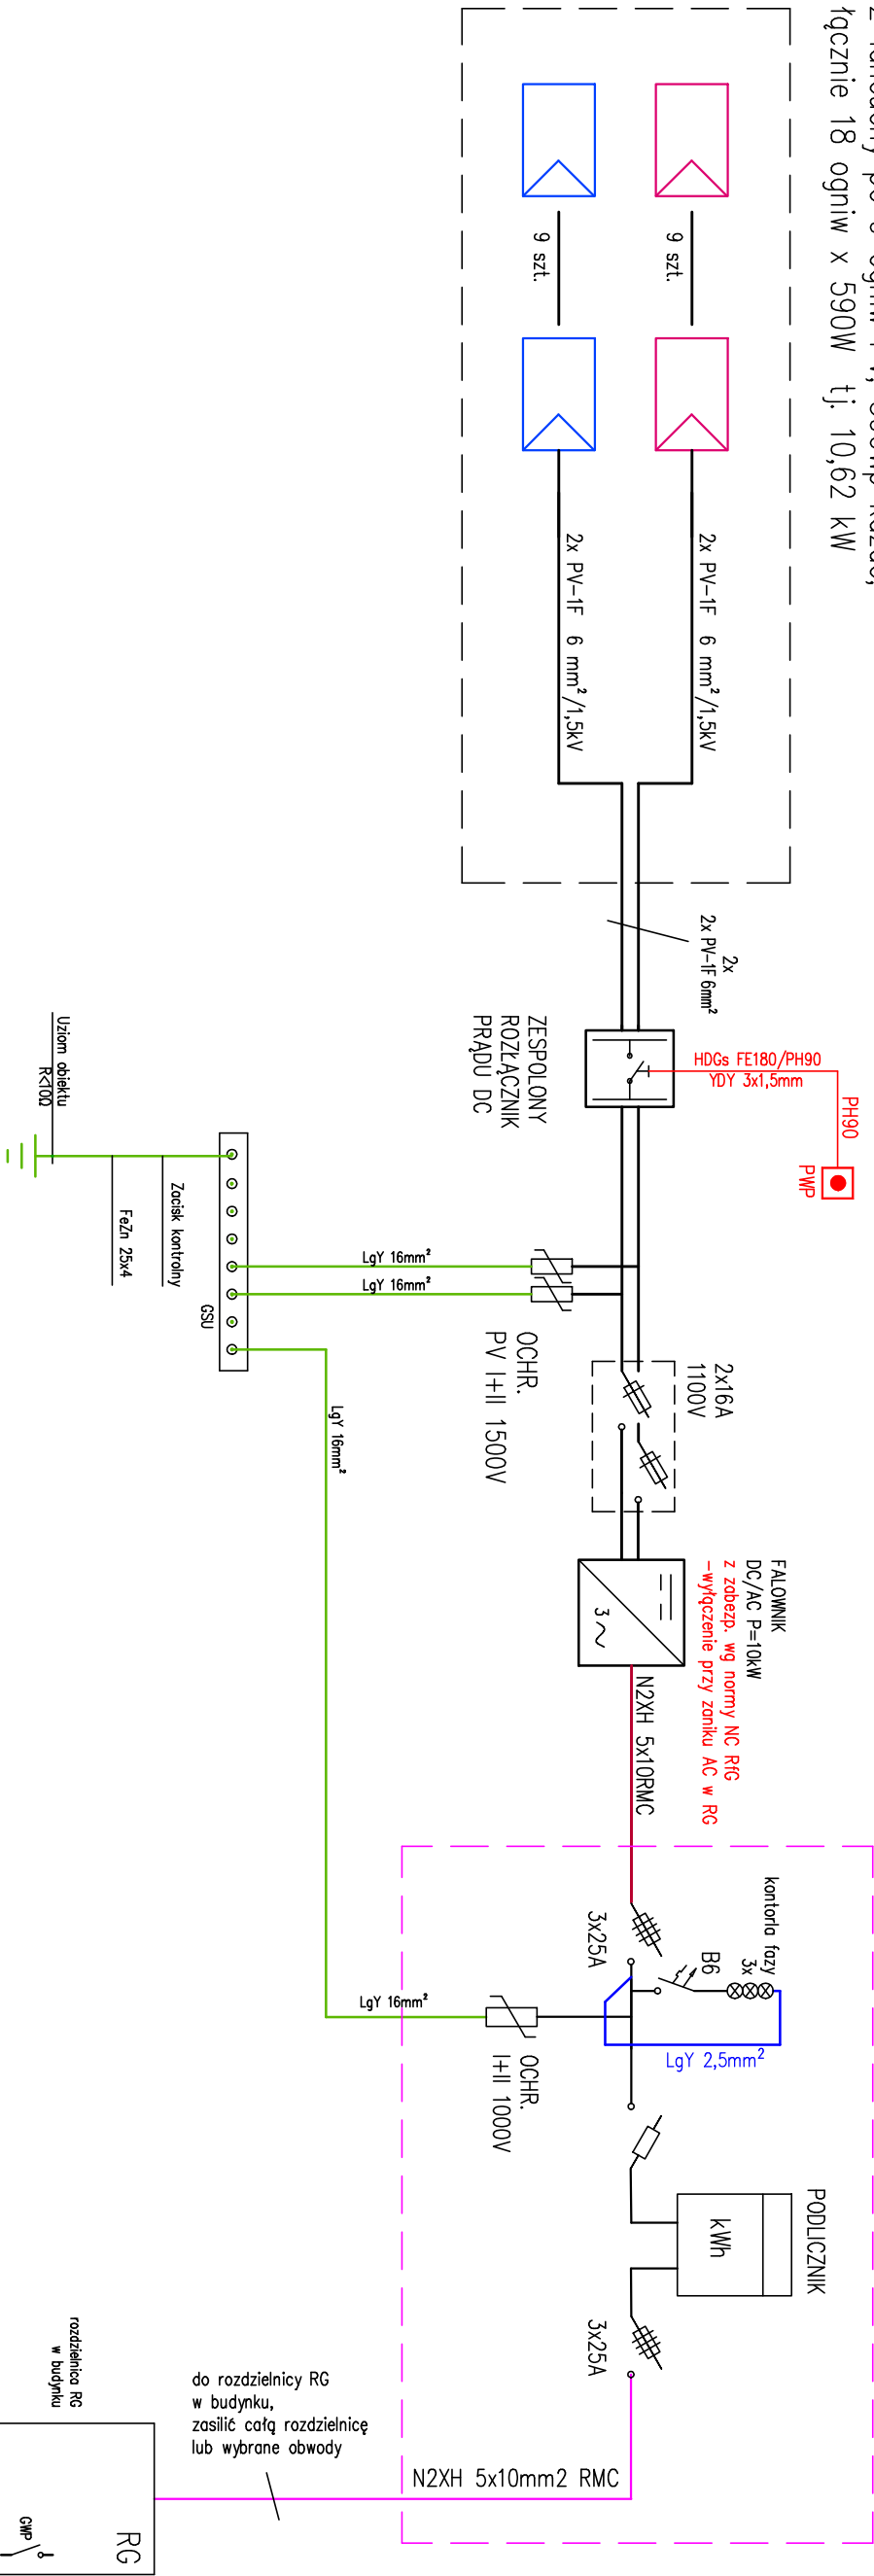 łącznie 18 ogniw x 590W tj. 10,62 kW
9 szt.
9 szt.
2x PV-1F 6 mm²/1,5kV
2x PV-1F 6 mm²/1,5kV
2x
2x PV-1F 6mm²
ZESPOLONY
ROZŁĄCZNIK
PRĄDU DC
HDGs FE180/PH90
YDY 3x1,5mm
PH90
PWP
Uziom obiektu
R<10Ω
FeZn 25x4
Zacisk kontrolny
GSU
LgY 16mm²
LgY 16mm²
OCHR.
PV I+II 1500V
2x16A
1100V
LgY 16mm²
FALOWNIK
DC/AC P=10kW
z zabezp. wg normy NC RfG
-wyłączenie przy zaniku AC w RG
3
N2XH 5x10RMC
3x25A
kontorla fazy
3x
B6
LgY 2,5mm²
LgY 16mm²
OCHR.
I+II 1000V
PODLICZNIK
kWh
3x25A
N2XH 5x10mm2 RMC
do rozdzielnicy RG
w budynku,
zasilić całą rozdzielnicę
lub wybrane obwody
rozdzielnica RG
w budynku
RG
GWP